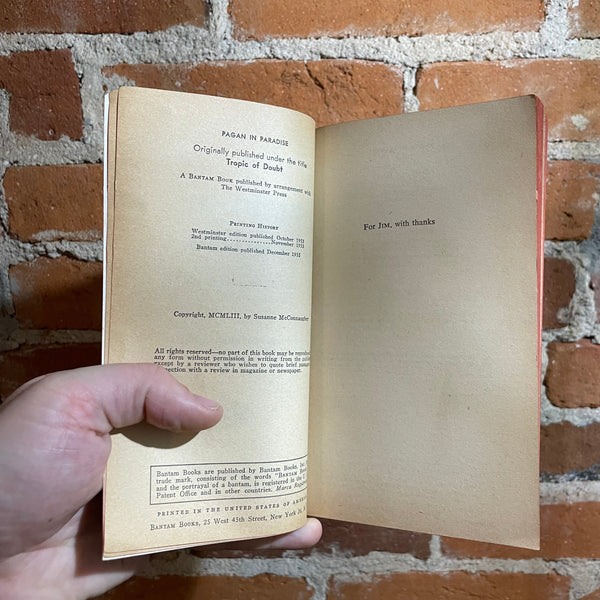 PAGAN IN PARADISE
Originally published under the title
Tropic of Doubt
A BANTAM BOOK published by arrangement with
The Westminster Press
PRINTING HISTORY
Westminster edition published October 1953
2nd printing...............November 1953
Bantam edition published December 1955
Copyright, MCMLIII, by Susanne McConnaughey
All rights reserved—no part of this book may be reproduced
any form without permission in writing from the
except by a reviewer who wishes to quote brief
connection with a review in magazine or newspaper.
Bantam Books are published by Bantam Books, Inc.
trade mark, consisting of the words "BANTAM
and the portrayal of a bantam, is registered in the U
Patent Office and in other countries. Marca
PRINTED IN THE UNITED STATES OF AMERICA
BANTAM BOOKS, 25 West 45th Street, New York 36, N
For JIM, with thanks